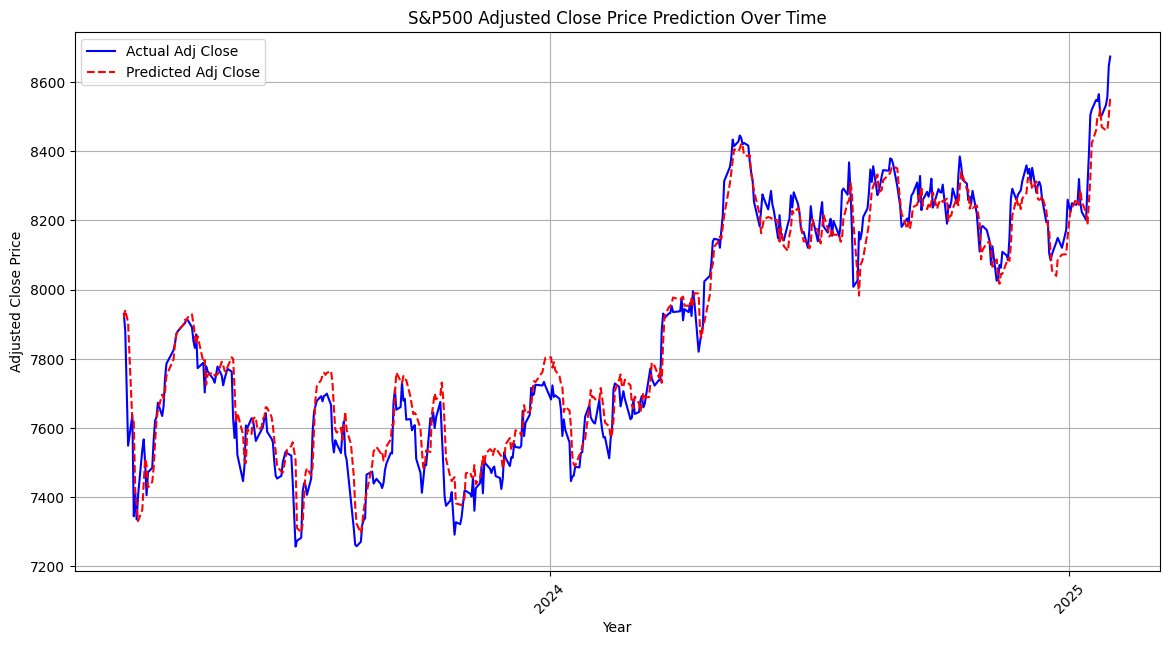 S&P500 Adjusted Close Price Prediction Over Time
Actual Adj Close
Predicted Adj Close
Adjusted Close Price
8600
8400
8200
8000
7800
7600
7400
7200
2024
2025
Year